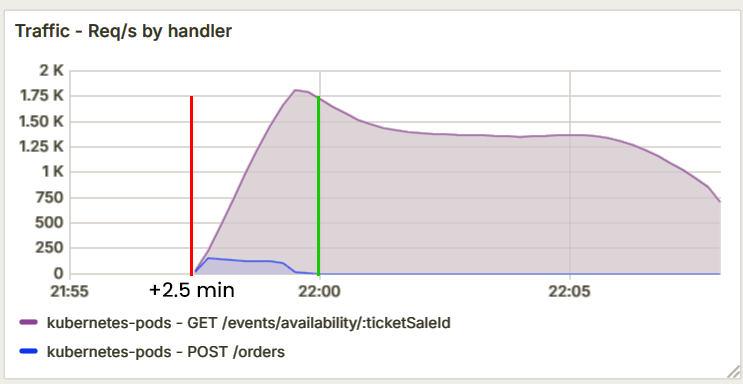 Traffic - Req/s by handler
2 K
1.75 K
1.50 K
1.25 K
1 K
750
500
250
0
21:55
+2.5 min
22:00
22:05
kubernetes-pods - GET /events/availability/:ticketSaleId
kubernetes-pods - POST /orders